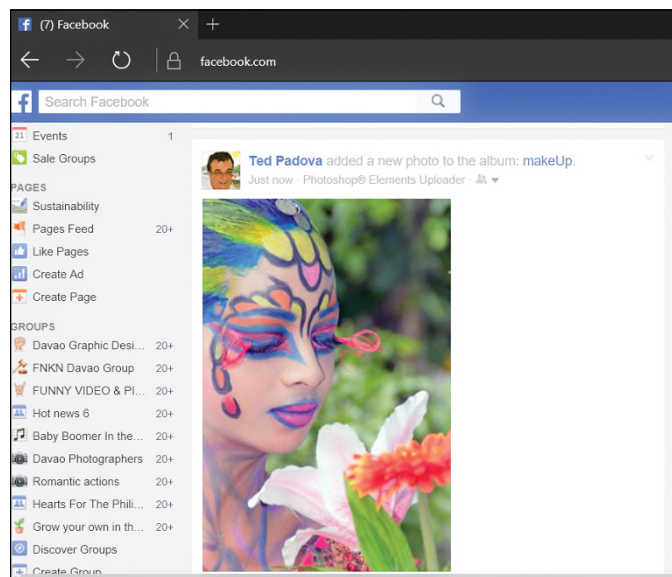 (7) Facebook
facebook.com
Search Facebook
21 Events 1
Sale Groups
PAGES
Sustainability
Pages Feed 20+
Like Pages
Create Ad
Create Page
GROUPS
Davao Graphic Desi... 20+
FNKN Davao Group 20+
FUNNY VIDEO & PI... 20+
Hot news 6 20+
Baby Boomer In the... 20+
Davao Photographers 20+
Romantic actions 20+
Hearts For The Phili... 20+
Grow your own in th... 20+
Discover Groups
Create Group
Ted Padova added a new photo to the album: makeUp.
Just now · Photoshop® Elements Uploader ·